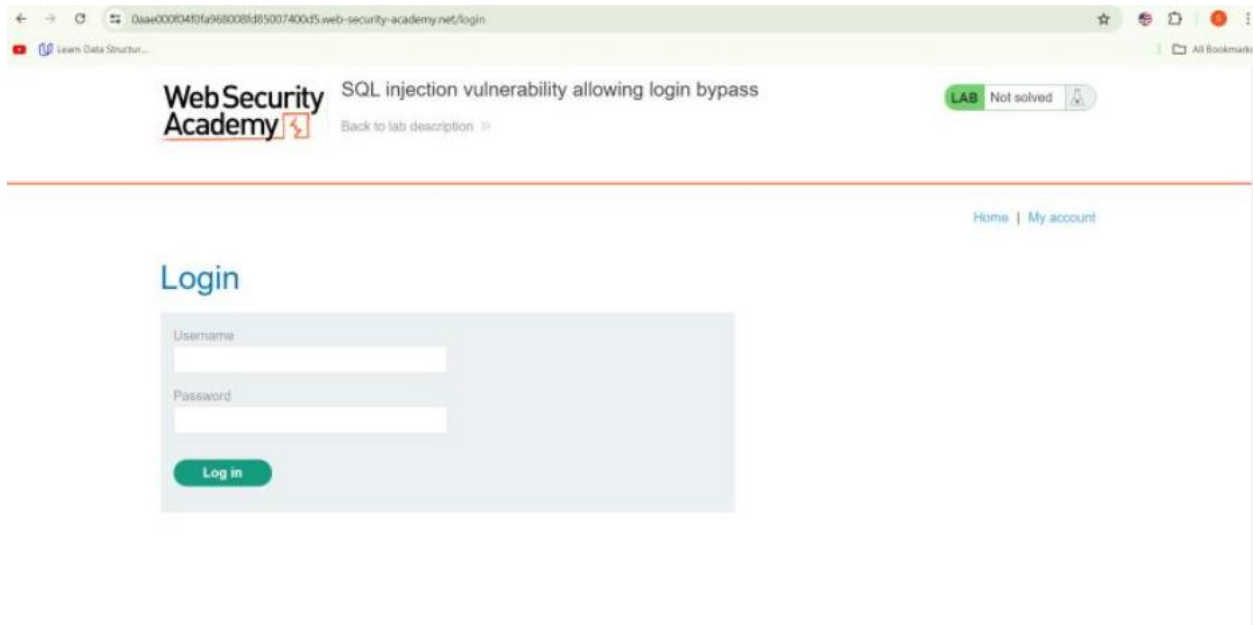 0aae000f04f0fa968008fd85007400d5.web-security-academy.net/login
Learn Data Structur...
All Bookmarks
Web Security
Academy
SQL injection vulnerability allowing login bypass
Back to lab description
LAB Not solved
Home | My account
Login
Username
Password
Log in